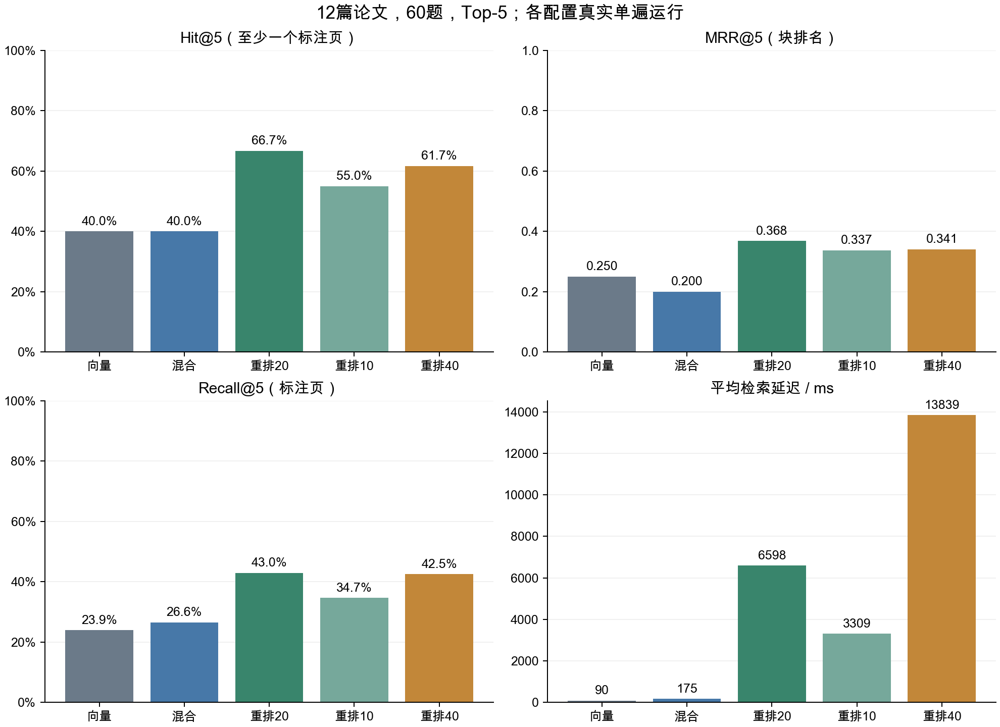 12篇论文，60题，Top-5；各配置真实单遍运行
Hit@5（至少一个标注页）
100%
80%
60%
40%
20%
0%
40.0%
40.0%
66.7%
55.0%
61.7%
向量
混合
重排20
重排10
重排40
MRR@5（块排名）
1.0
0.8
0.6
0.4
0.2
0.0
0.250
0.200
0.368
0.337
0.341
向量
混合
重排20
重排10
重排40
Recall@5（标注页）
100%
80%
60%
40%
20%
0%
23.9%
26.6%
43.0%
34.7%
42.5%
向量
混合
重排20
重排10
重排40
平均检索延迟 / ms
14000
12000
10000
8000
6000
4000
2000
0
90
175
6598
3309
13839
向量
混合
重排20
重排10
重排40